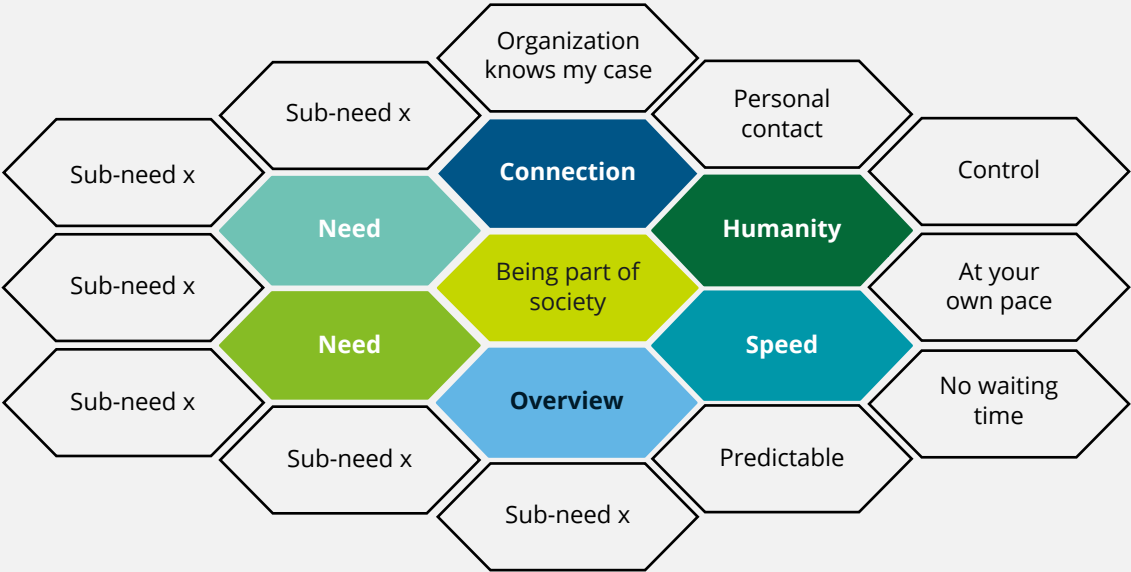 Organization
knows my case
Sub-need x
Personal
contact
Sub-need x
Connection
Control
Need
Humanity
Sub-need x
Being part of
society
At your
own pace
Need
Speed
Sub-need x
Overview
No waiting
time
Sub-need x
Predictable
Sub-need x